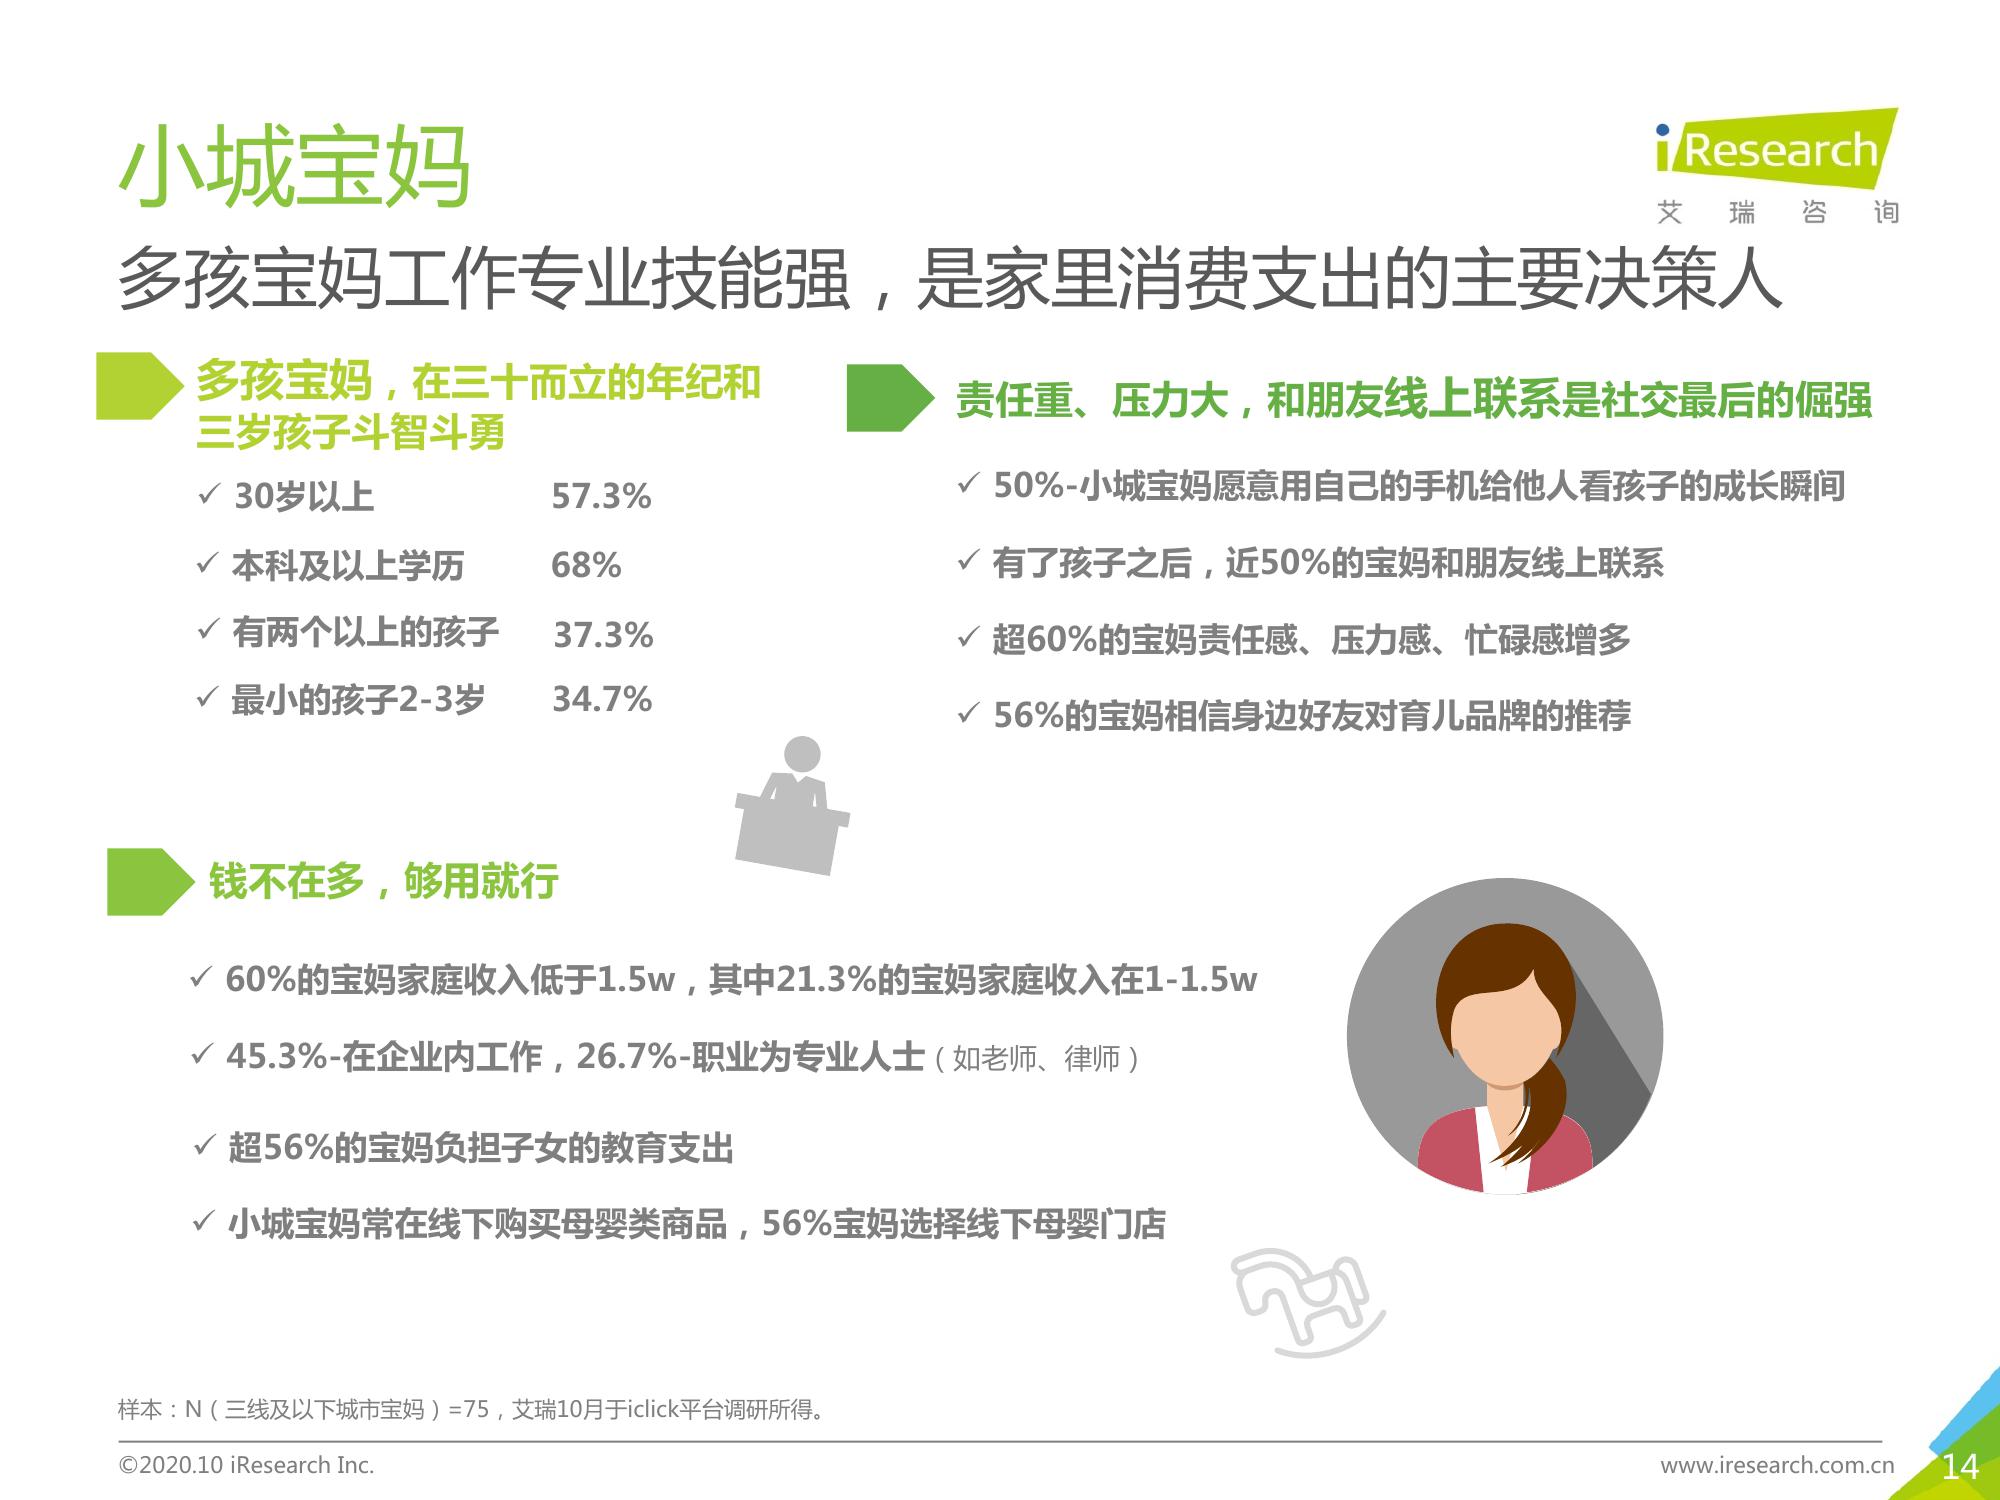 小城宝妈
iResearch
艾瑞咨询
多孩宝妈工作专业技能强，是家里消费支出的主要决策人
多孩宝妈，在三十而立的年纪和
三岁孩子斗智斗勇
✓ 30岁以上 57.3%
✓ 本科及以上学历 68%
✓ 有两个以上的孩子 37.3%
✓ 最小的孩子2-3岁 34.7%
责任重、压力大，和朋友线上联系是社交最后的倔强
✓ 50%-小城宝妈愿意用自己的手机给他人看孩子的成长瞬间
✓ 有了孩子之后，近50%的宝妈和朋友线上联系
✓ 超60%的宝妈责任感、压力感、忙碌感增多
✓ 56%的宝妈相信身边好友对育儿品牌的推荐
钱不在多，够用就行
✓ 60%的宝妈家庭收入低于1.5w，其中21.3%的宝妈家庭收入在1-1.5w
✓ 45.3%-在企业内工作，26.7%-职业为专业人士（如老师、律师）
✓ 超56%的宝妈负担子女的教育支出
✓ 小城宝妈常在线下购买母婴类商品，56%宝妈选择线下母婴门店
样本：N（三线及以下城市宝妈）=75，艾瑞10月于iclick平台调研所得。
©2020.10 iResearch Inc.
www.iresearch.com.cn
14